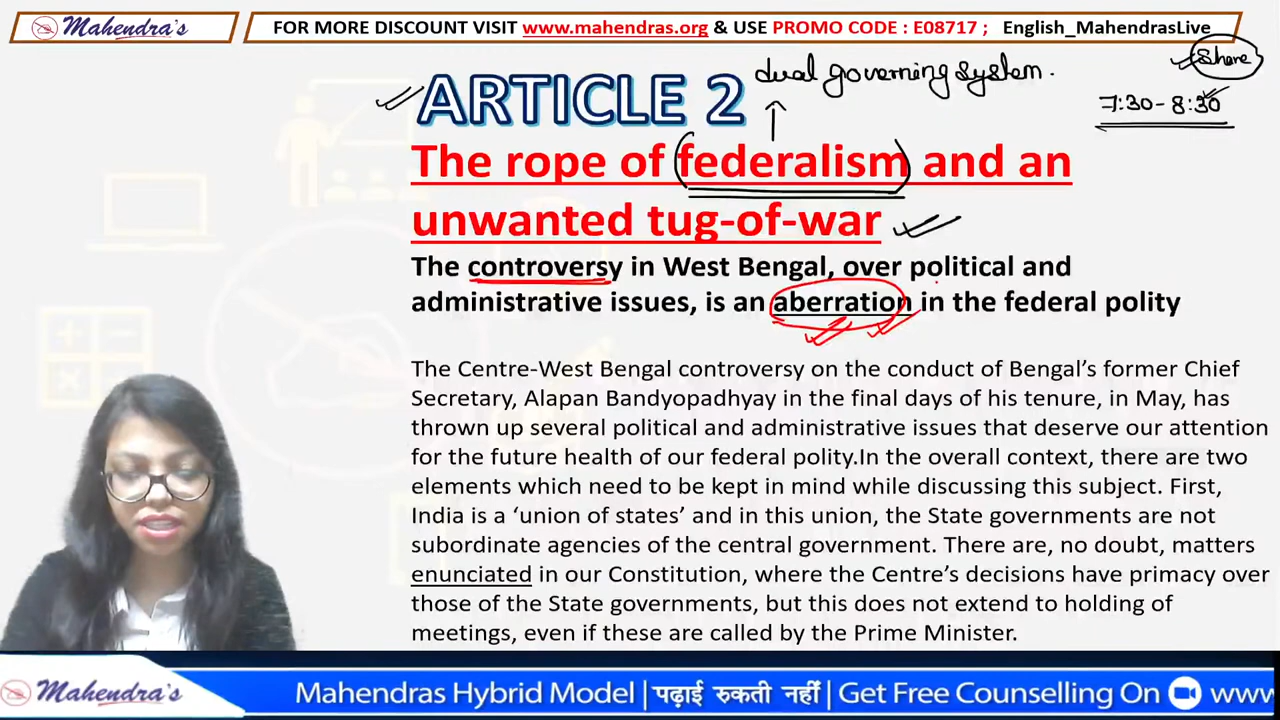 Mahendra's
FOR MORE DISCOUNT VISIT www.mahendras.org & USE PROMO CODE : E08717 ; English_MahendrasLive
Share
7:30-8:30
dual governing system.
ARTICLE 2
The rope of federalism and an
unwanted tug-of-war
The controversy in West Bengal, over political and
administrative issues, is an aberration in the federal polity
The Centre-West Bengal controversy on the conduct of Bengal's former Chief
Secretary, Alapan Bandyopadhyay in the final days of his tenure, in May, has
thrown up several political and administrative issues that deserve our attention
for the future health of our federal polity.In the overall context, there are two
elements which need to be kept in mind while discussing this subject. First,
India is a ‘union of states’ and in this union, the State governments are not
subordinate agencies of the central government. There are, no doubt, matters
enunciated in our Constitution, where the Centre’s decisions have primacy over
those of the State governments, but this does not extend to holding of
meetings, even if these are called by the Prime Minister.
Mahendra's
Mahendras Hybrid Model | पढ़ाई रुकती नहीं | Get Free Counselling On www.